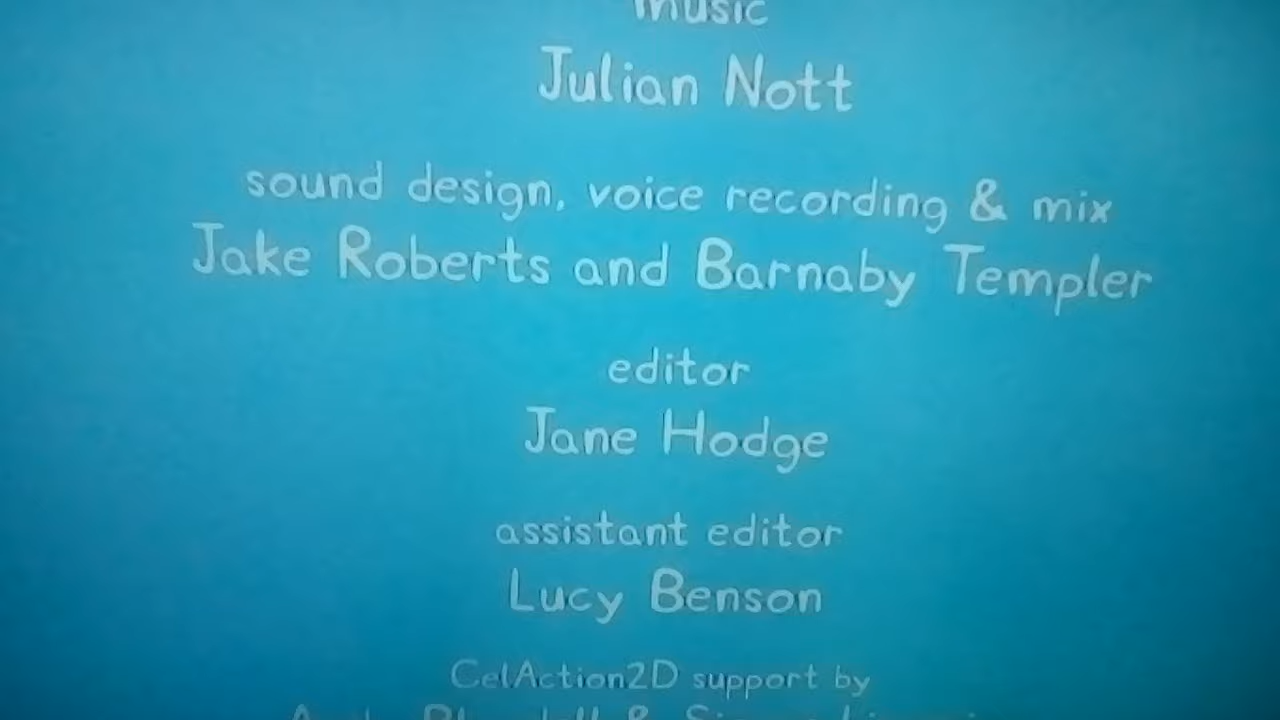 music
Julian Nott
sound design, voice recording & mix
Jake Roberts and Barnaby Templer
editor
Jane Hodge
assistant editor
Lucy Benson
CelAction2D support by